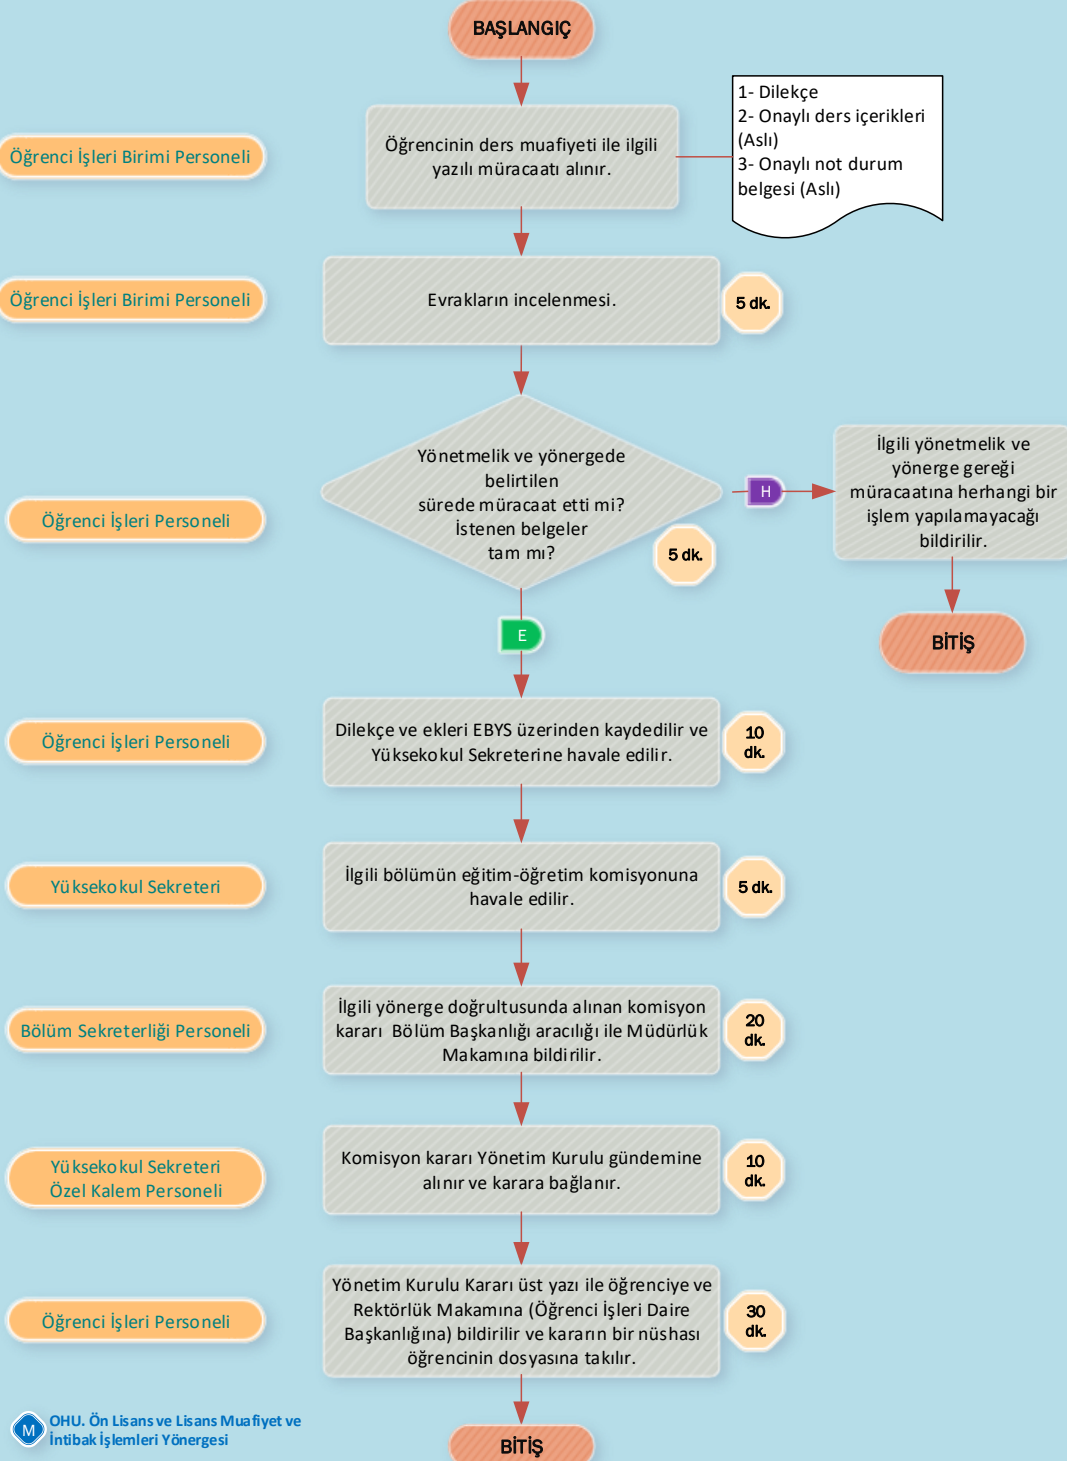 BAŞLANGIÇ
Öğrenci İşleri Birimi Personeli
Öğrencinin ders muafiyeti ile ilgili
yazılı müracaatı alınır.
1- Dilekçe
2- Onaylı ders içerikleri
(Aslı)
3- Onaylı not durum
belgesi (Aslı)
Öğrenci İşleri Birimi Personeli
Evrakların incelenmesi.
5 dk.
Öğrenci İşleri Personeli
Yönetmelik ve yönergede
belirtilen
sürede müracaat etti mi?
İstenen belgeler
tam mı?
5 dk.
H
İlgili yönetmelik ve
yönerge gereği
müracaatına herhangi bir
işlem yapılamayacağı
bildirilir.
BİTİŞ
E
Öğrenci İşleri Personeli
Dilekçe ve ekleri EBYS üzerinden kaydedilir ve
Yüksekokul Sekreterine havale edilir.
10
dk.
Yüksekokul Sekreteri
İlgili bölümün eğitim-öğretim komisyonuna
havale edilir.
5 dk.
Bölüm Sekreterliği Personeli
İlgili yönerge doğrultusunda alınan komisyon
kararı Bölüm Başkanlığı aracılığı ile Müdürlük
Makamına bildirilir.
20
dk.
Yüksekokul Sekreteri
Özel Kalem Personeli
Komisyon kararı Yönetim Kurulu gündemine
alınır ve karara bağlanır.
10
dk.
Öğrenci İşleri Personeli
Yönetim Kurulu Kararı üst yazı ile öğrenciye ve
Rektörlük Makamına (Öğrenci İşleri Daire
Başkanlığına) bildirilir ve kararın bir nüshası
öğrencinin dosyasına takılır.
30
dk.
M
OHU. Ön Lisans ve Lisans Muafiyet ve
İntibak İşlemleri Yönergesi
BİTİŞ